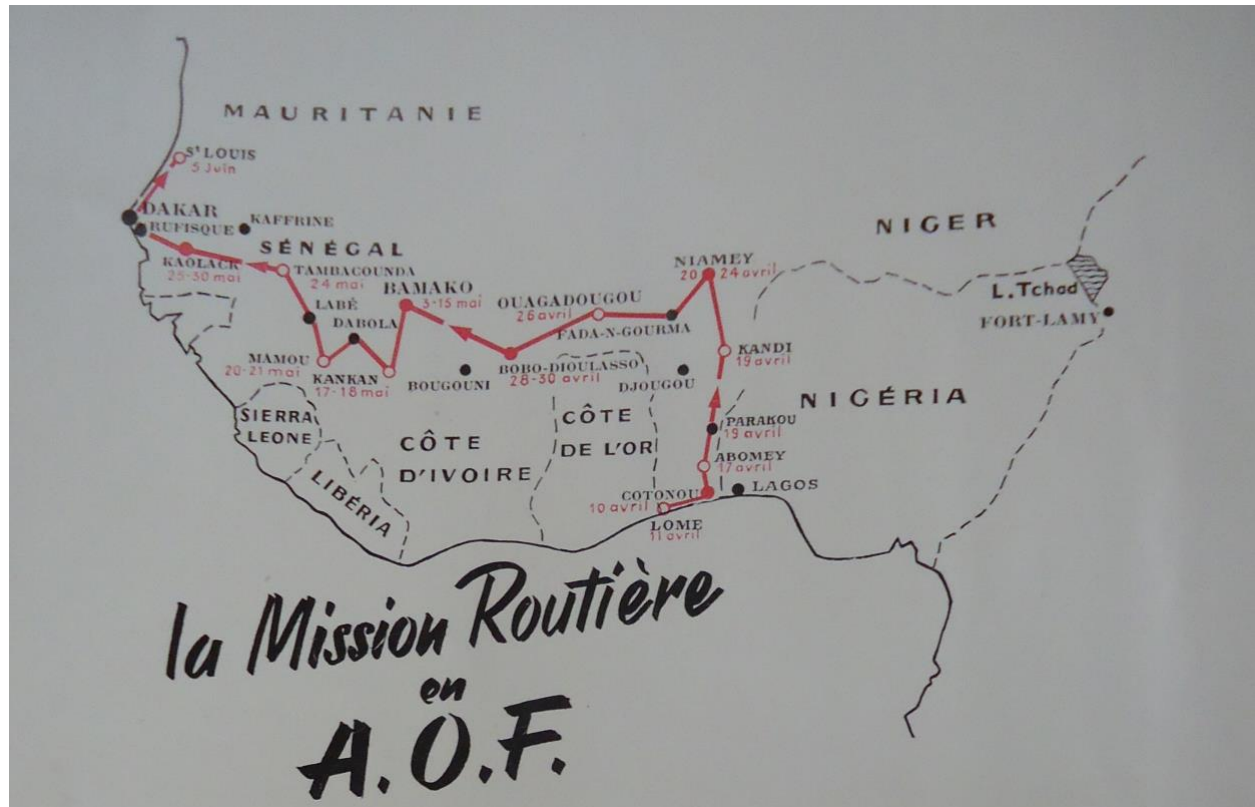 MAURITANIE
St LOUIS
5 Juin
DAKAR
RUFISQUE
KAFFRINE
SÉNÉGAL
KAOLACK
25-30 mai
TAMBACOUNDA
24 mai
LABÉ
DABOLA
BAMAKO
3-15 mai
MAMOU
20-21 mai
KANKAN
17-18 mai
BOUGOUNI
OUAGADOUGOU
26 avril
FADA-N-GOURMA
BOBO-DIOULASSO
28-30 avril
NIAMEY
20 24 avril
KANDI
19 avril
DJOUGOU
PARAKOU
19 avril
ABOMEY
17 avril
COTONOU
10 avril
LOME
11 avril
LAGOS
NIGER
L. Tchad
FORT-LAMY
NIGÉRIA
SIERRA
LEONE
LIBÉRIA
CÔTE
D'IVOIRE
CÔTE
DE L'OR
la Mission Routière
en
A.O.F.